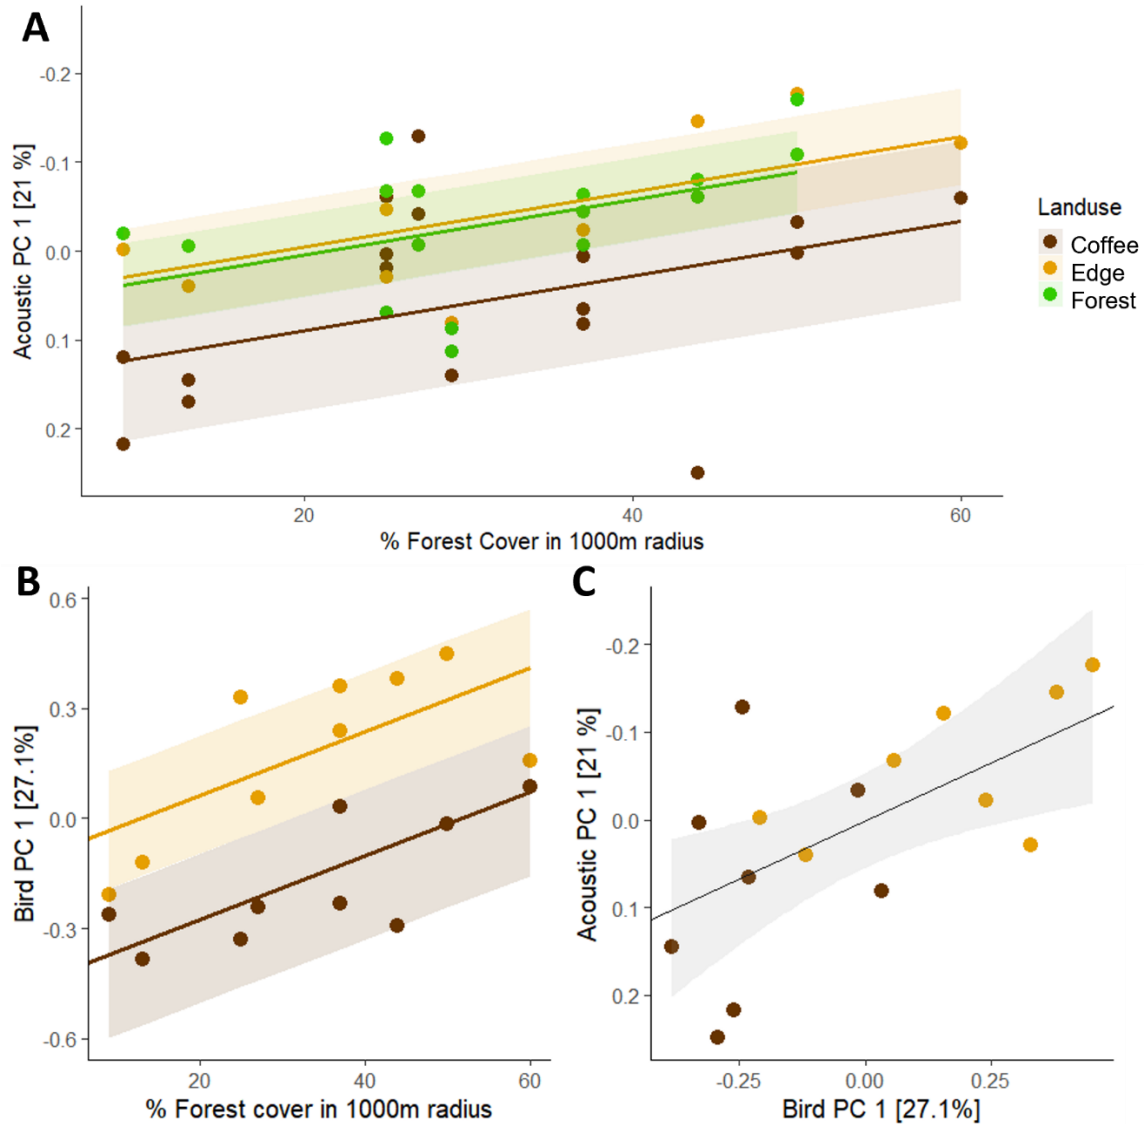 A
Acoustic PC 1 [21 %]
-0.2
-0.1
0.0
0.1
0.2
20
40
60
% Forest Cover in 1000m radius
Landuse
Coffee
Edge
Forest
B
Bird PC 1 [27.1%]
0.6
0.3
0.0
-0.3
-0.6
20
40
60
% Forest cover in 1000m radius
C
Acoustic PC 1 [21 %]
-0.2
-0.1
0.0
0.1
0.2
-0.25
0.00
0.25
Bird PC 1 [27.1%]